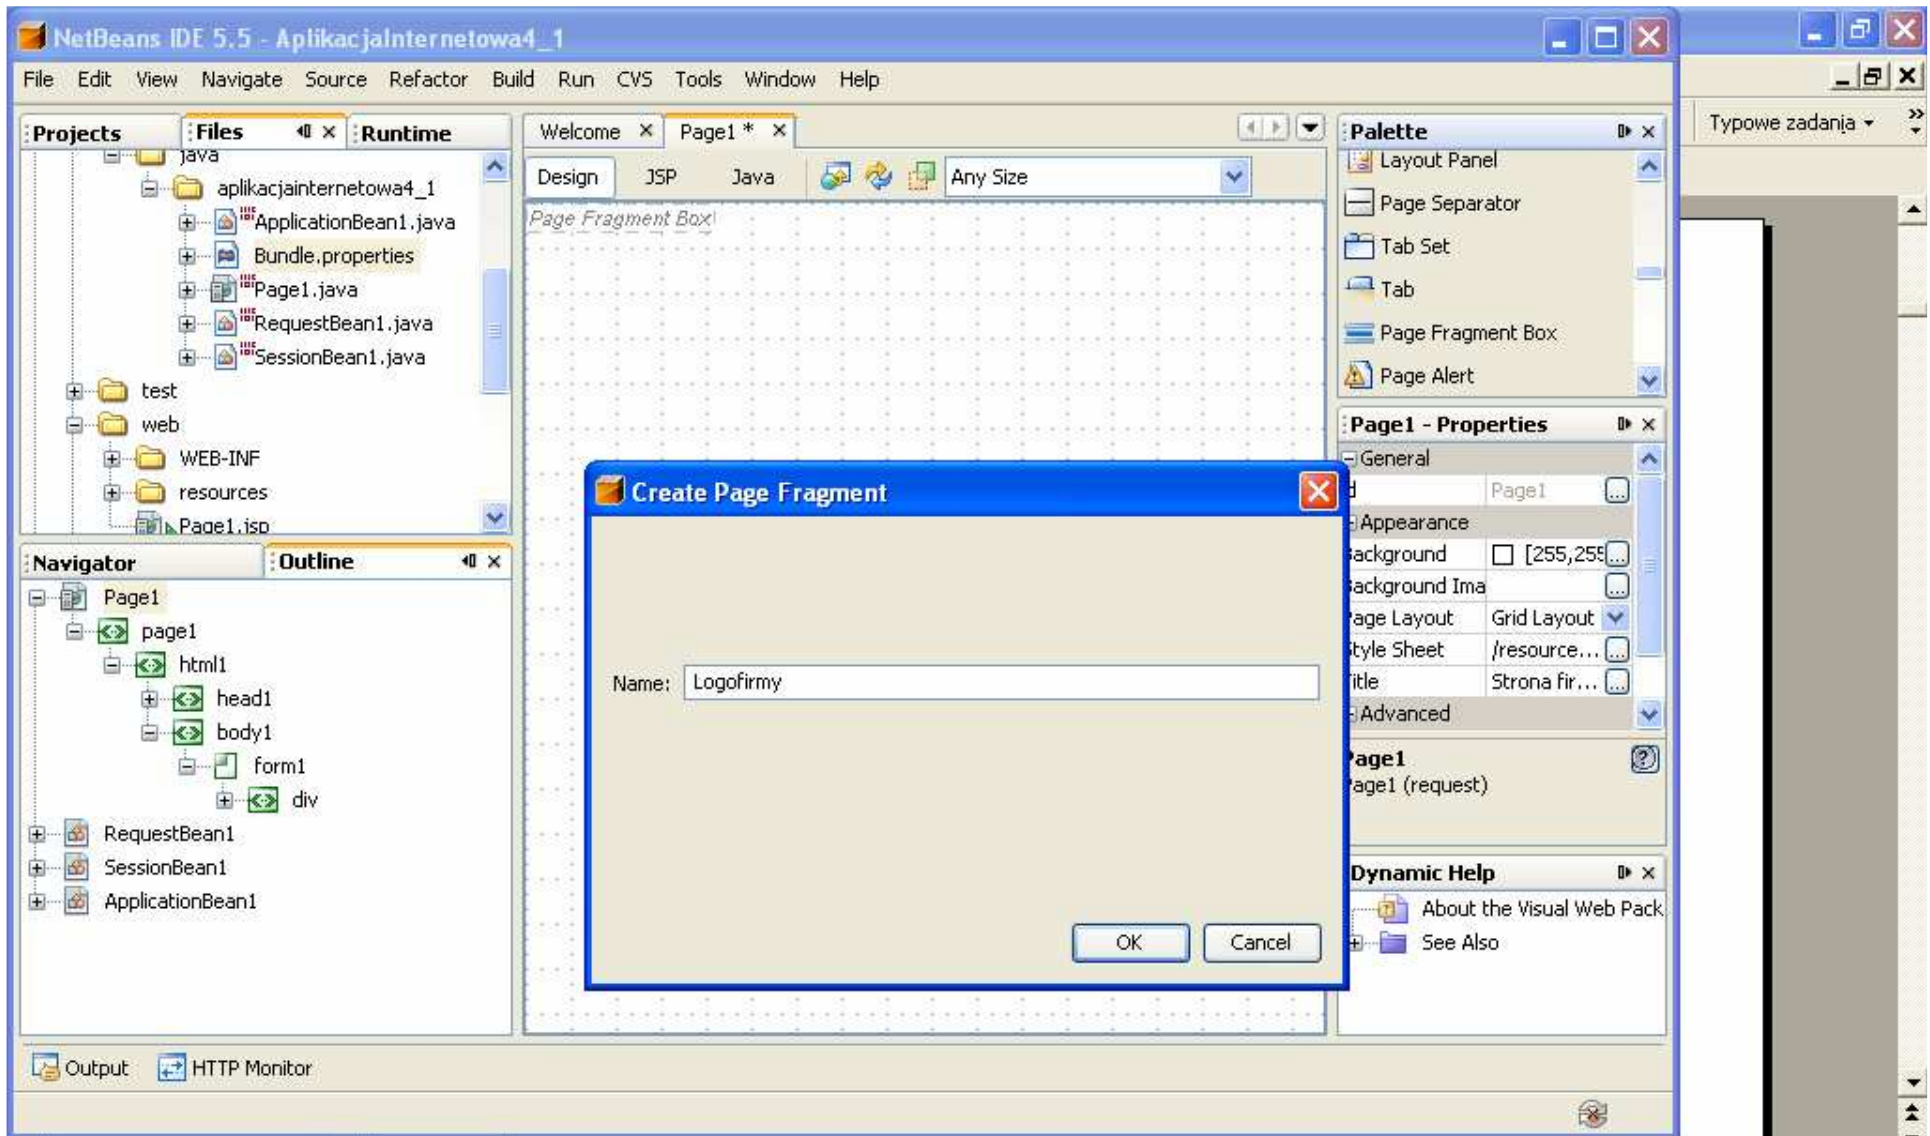 NetBeans IDE 5.5 - AplikacjaInternetowa4_1
File Edit View Navigate Source Refactor Build Run CVS Tools Window Help
Typowe zadania
Projects Files Runtime
java
aplikacjainternetowa4_1
ApplicationBean1.java
Bundle.properties
Page1.java
RequestBean1.java
SessionBean1.java
test
web
WEB-INF
resources
Page1.jsp
Navigator Outline
Page1
page1
html1
head1
body1
form1
div
RequestBean1
SessionBean1
ApplicationBean1
Welcome Page1 *
Design JSP Java Any Size
Page Fragment Box
Create Page Fragment
Name: Logofirmy
OK Cancel
Palette
Layout Panel
Page Separator
Tab Set
Tab
Page Fragment Box
Page Alert
Page1 - Properties
General
d Page1 ...
Appearance
ackground [255,255 ...
ackground Ima ...
age Layout Grid Layout
tyle Sheet /resource... ...
itle Strona fir... ...
Advanced
age1
age1 (request)
Dynamic Help
About the Visual Web Pack
See Also
Output HTTP Monitor